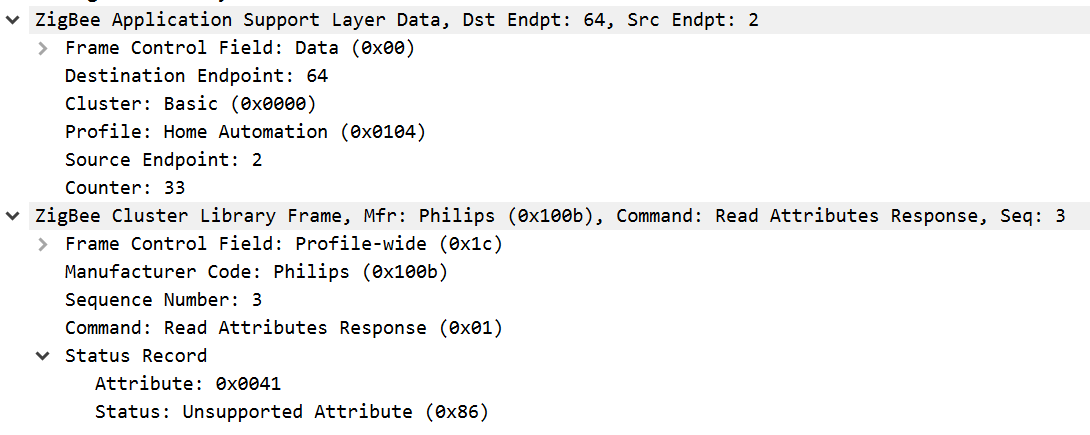 ZigBee Application Support Layer Data, Dst Endpt: 64, Src Endpt: 2
Frame Control Field: Data (0x00)
Destination Endpoint: 64
Cluster: Basic (0x0000)
Profile: Home Automation (0x0104)
Source Endpoint: 2
Counter: 33
ZigBee Cluster Library Frame, Mfr: Philips (0x100b), Command: Read Attributes Response, Seq: 3
Frame Control Field: Profile-wide (0x1c)
Manufacturer Code: Philips (0x100b)
Sequence Number: 3
Command: Read Attributes Response (0x01)
Status Record
Attribute: 0x0041
Status: Unsupported Attribute (0x86)